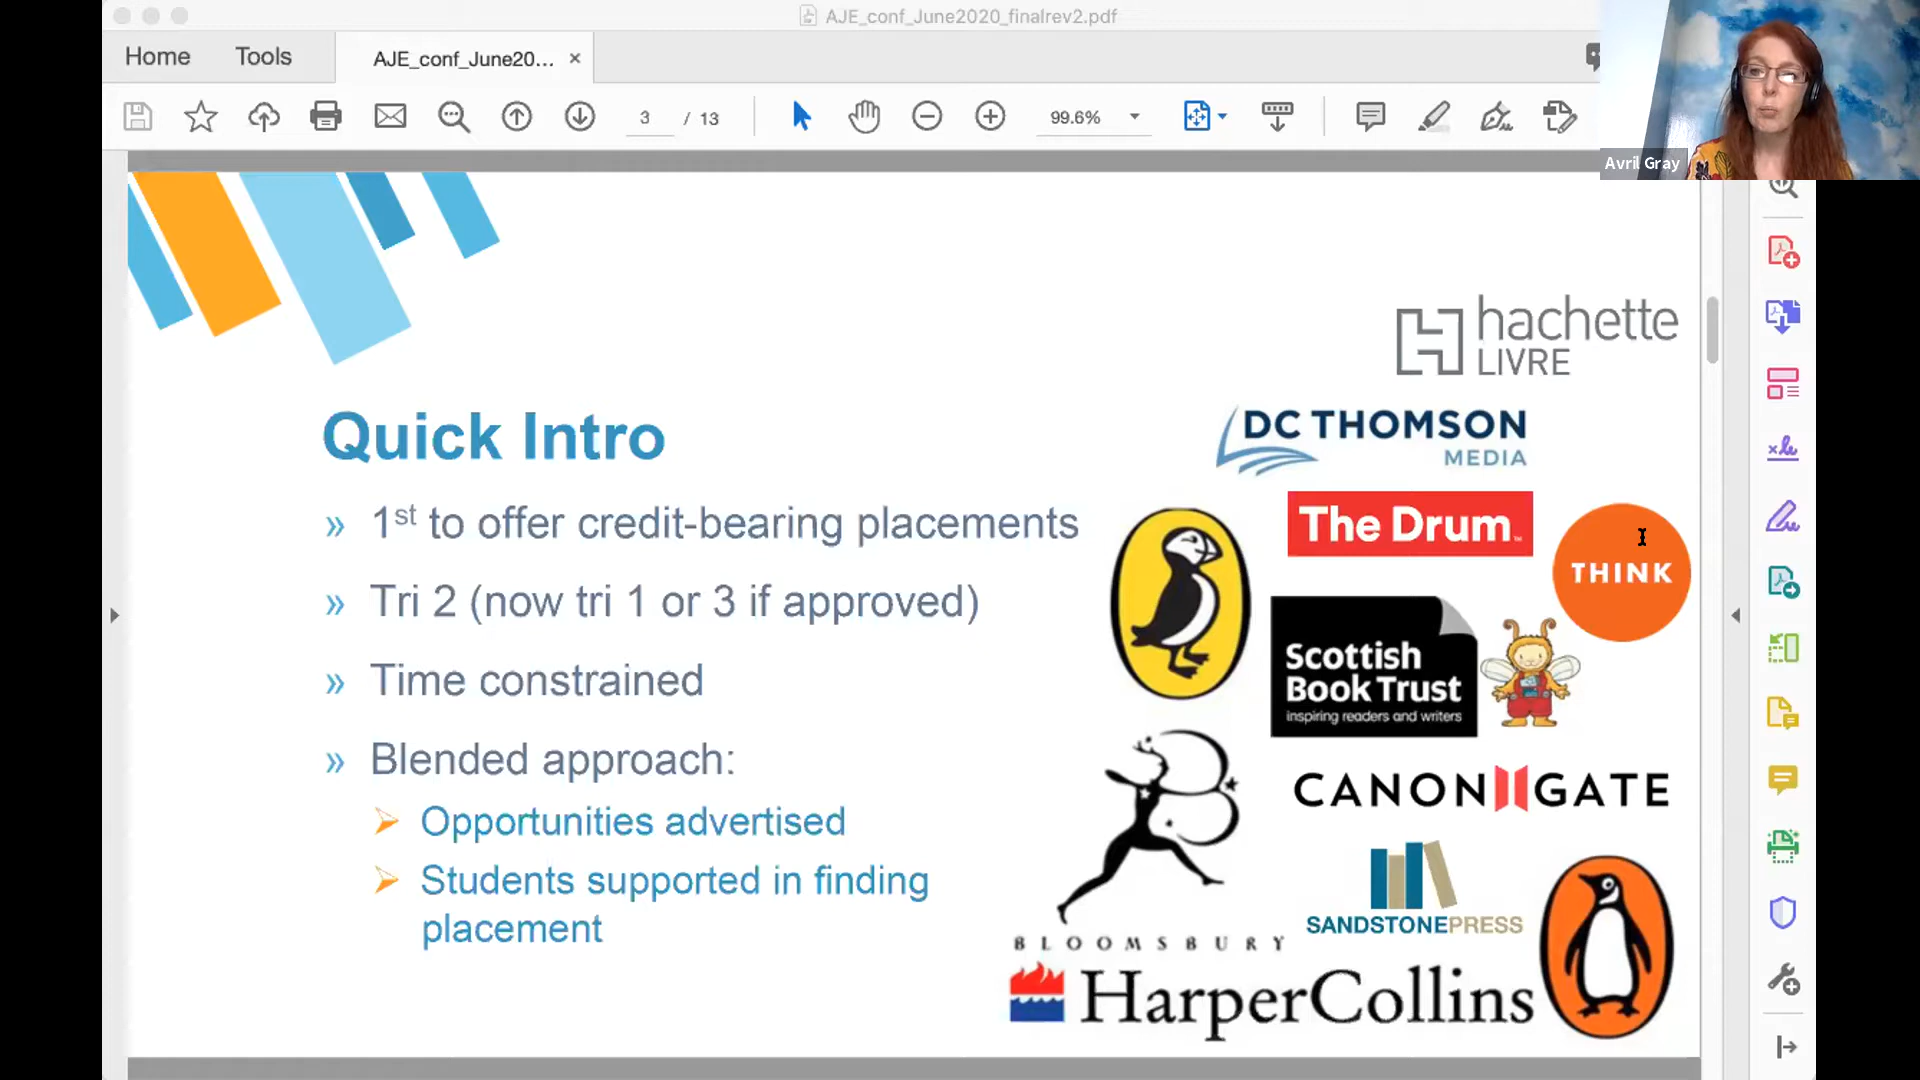 AJE_conf_June2020_finalrev2.pdf
Home Tools AJE_conf_June20... ×
3 / 13 99.6%
Avril Gray
hachette
LIVRE
DC THOMSON
MEDIA
Quick Intro
» 1st to offer credit-bearing placements
The Drum
THINK
» Tri 2 (now tri 1 or 3 if approved)
Scottish
Book Trust
inspiring readers and writers
» Time constrained
» Blended approach:
CANONGATE
Opportunities advertised
Students supported in finding
placement
SANDSTONEPRESS
BLOOMSBURY
HarperCollins